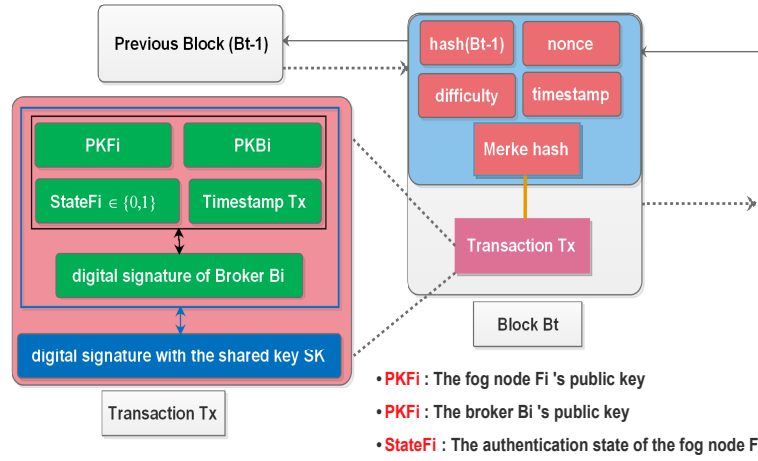 Previous Block (Bt-1)
hash(Bt-1)
nonce
difficulty
timestamp
Merke hash
Transaction Tx
Block Bt
PKFi
PKBi
StateFi ∈ {0,1}
Timestamp Tx
digital signature of Broker Bi
digital signature with the shared key SK
Transaction Tx
• PKFi : The fog node Fi 's public key
• PKFi : The broker Bi 's public key
• StateFi : The authentication state of the fog node F